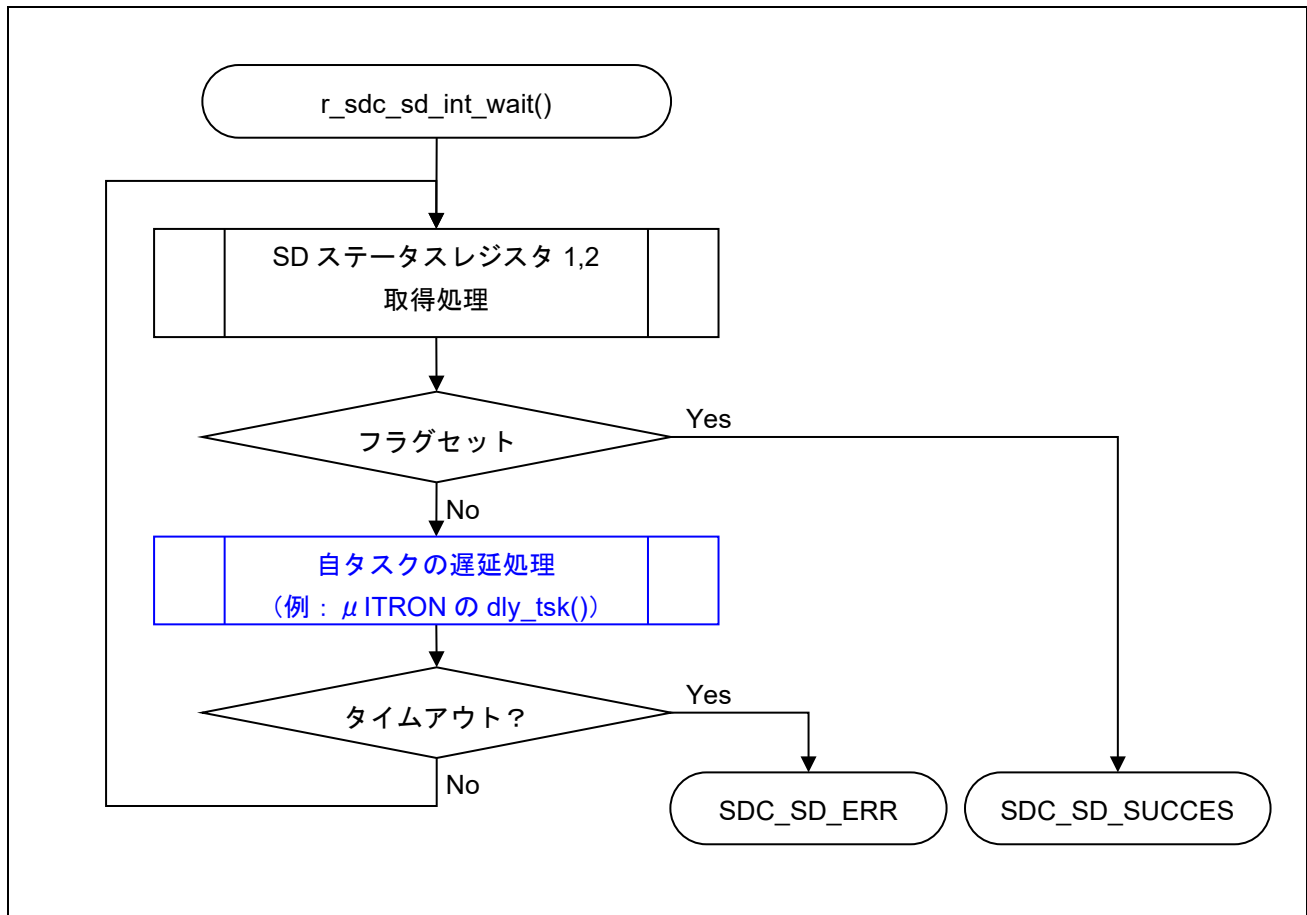 r_sdc_sd_int_wait()
SD ステータスレジスタ 1,2
取得処理
フラグセット
Yes
No
自タスクの遅延処理
（例：μITRON の dly_tsk()）
タイムアウト？
Yes
No
SDC_SD_ERR
SDC_SD_SUCCES